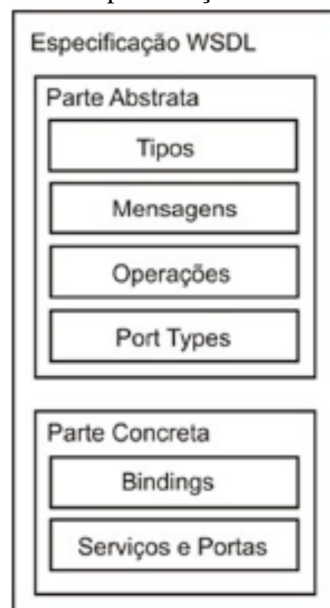 Especificação WSDL
Parte Abstrata
Tipos
Mensagens
Operações
Port Types
Parte Concreta
Bindings
Serviços e Portas